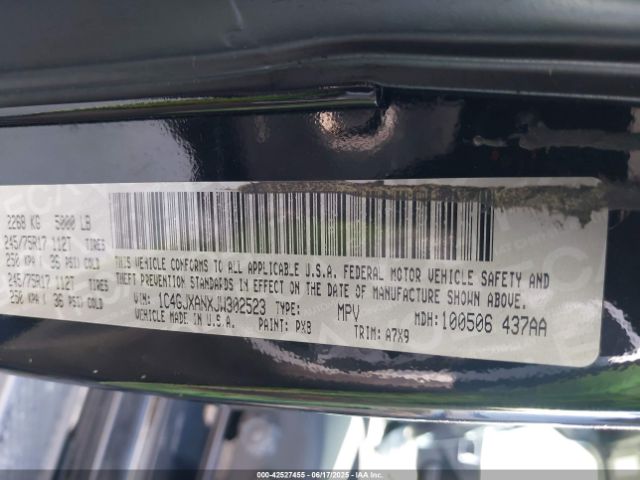 2268 KG 5000 LB
245/75R17 112T TIRES
250 KPA / 36 PSI COLD
245/75R17 112T TIRES
250 KPA / 36 PSI COLD
THIS VEHICLE CONFORMS TO ALL APPLICABLE U.S.A. FEDERAL MOTOR VEHICLE SAFETY AND
THEFT PREVENTION STANDARDS IN EFFECT ON THE DATE OF MANUFACTURE SHOWN ABOVE.
VIN: 1C4GJXANXJW302523 TYPE: MPV MDH: 100506 437AA
VEHICLE MADE IN U.S.A. PAINT: PX8 TRIM: A7X9
000-42527455 - 06/17/2025 - IAA, Inc.